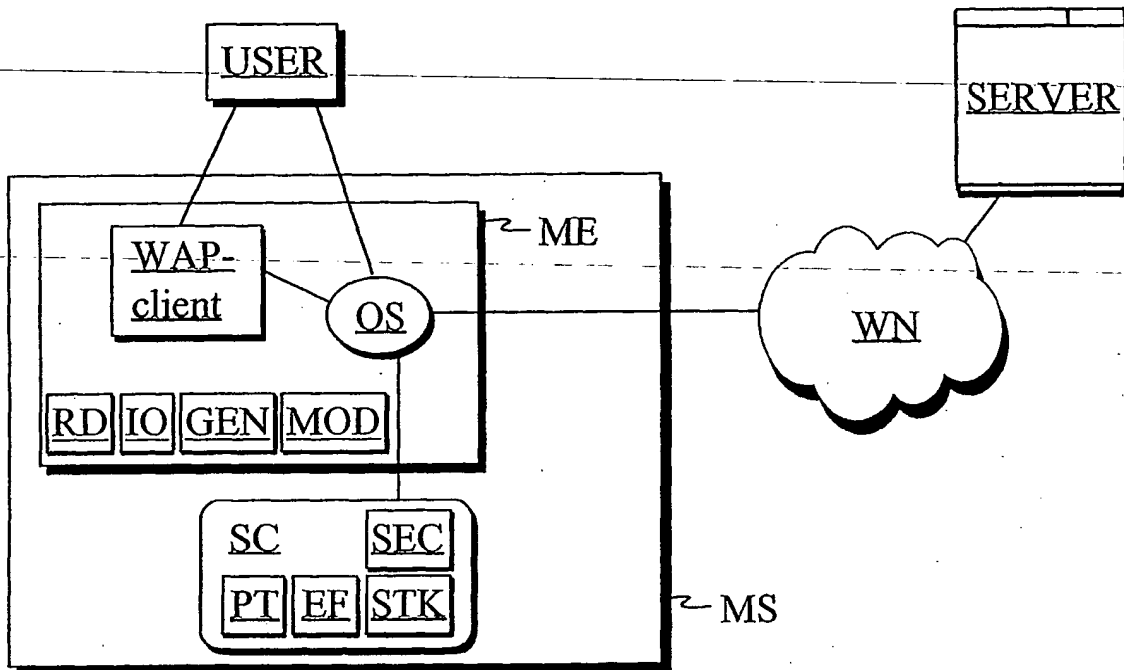 USER
SERVER
ME
WAP-
client
OS
WN
RD IO GEN MOD
SC SEC
PT EF STK
MS